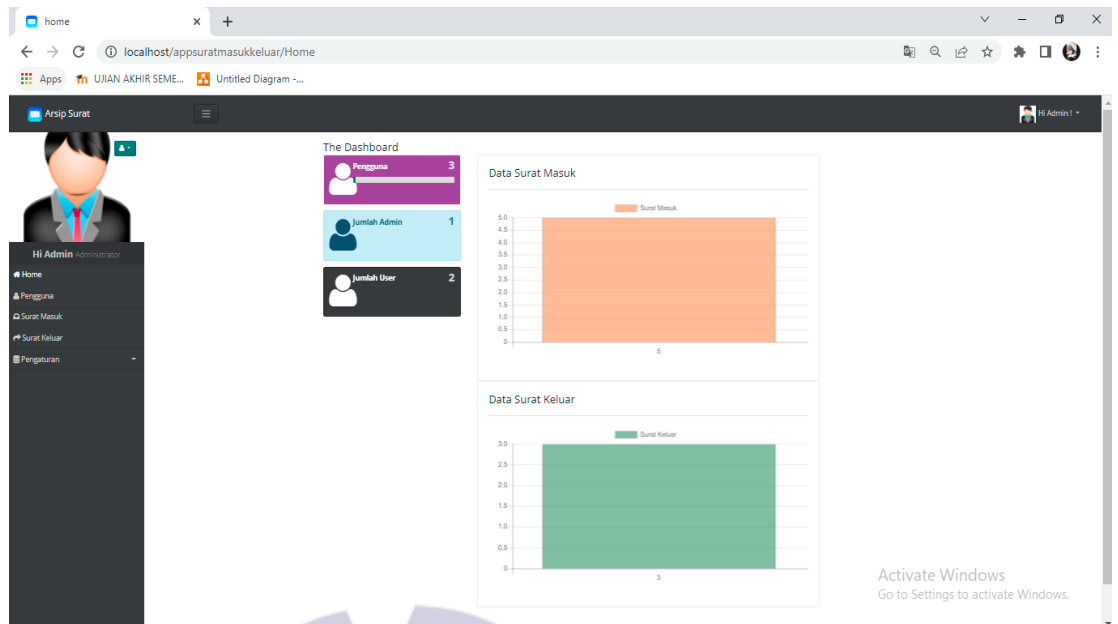 home
localhost/appsuratmasukkeluar/Home
Apps UJIAN AKHIR SEME... Untitled Diagram -...
Arsip Surat
Hi Admin !
Hi Admin Administrator
Home
Pengguna
Surat Masuk
Surat Keluar
Pengaturan
The Dashboard
Pengguna 3
Jumlah Admin 1
Jumlah User 2
Data Surat Masuk
Surat Masuk
5.0
4.5
4.0
3.5
3.0
2.5
2.0
1.5
1.0
0.5
0
5
Data Surat Keluar
Surat Keluar
3.0
2.5
2.0
1.5
1.0
0.5
0
3
Activate Windows
Go to Settings to activate Windows.